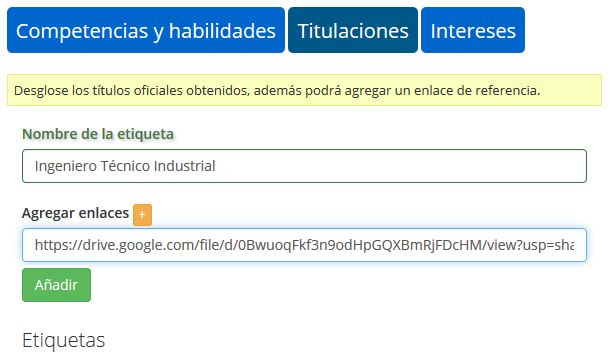 Competencias y habilidades Titulaciones Intereses
Desglose los títulos oficiales obtenidos, además podrá agregar un enlace de referencia.
Nombre de la etiqueta
Ingeniero Técnico Industrial
Agregar enlaces +
https://drive.google.com/file/d/0BwuoqFkf3n9odHpGQXBmRjFDcHM/view?usp=sha
Añadir
Etiquetas